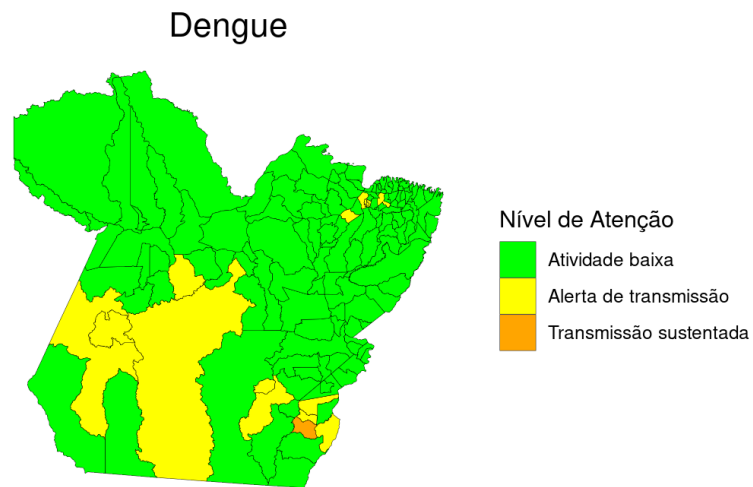 Dengue
Nível de Atenção
Atividade baixa
Alerta de transmissão
Transmissão sustentada